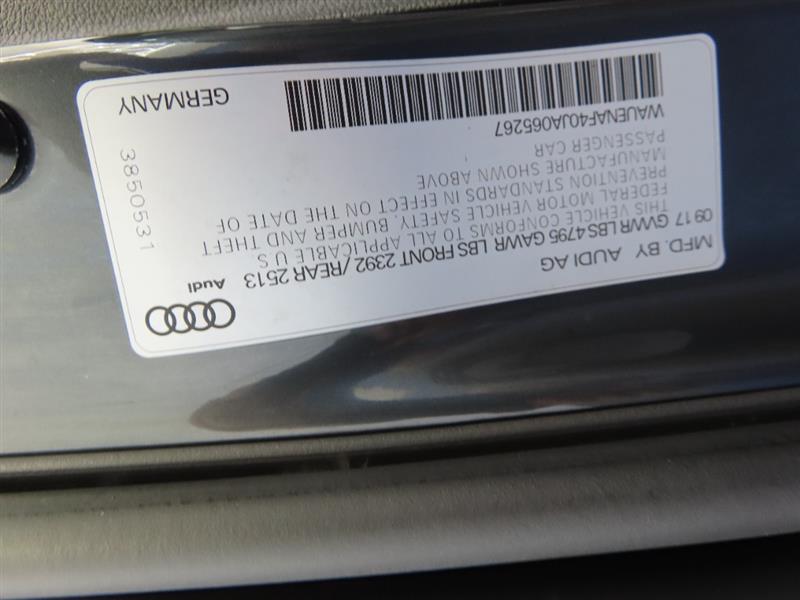 MFD. BY AUDI AG
09 17 GWWR LBS 4795 GAWR LBS FRONT 2392 / REAR 2513
THIS VEHICLE CONFORMS TO ALL APPLICABLE U S
FEDERAL MOTOR VEHICLE SAFETY, BUMPER AND THEFT
PREVENTION STANDARDS IN EFFECT ON THE DATE OF
MANUFACTURE SHOWN ABOVE
PASSENGER CAR
WAUENAF40JA065267
GERMANY
Audi
3850531